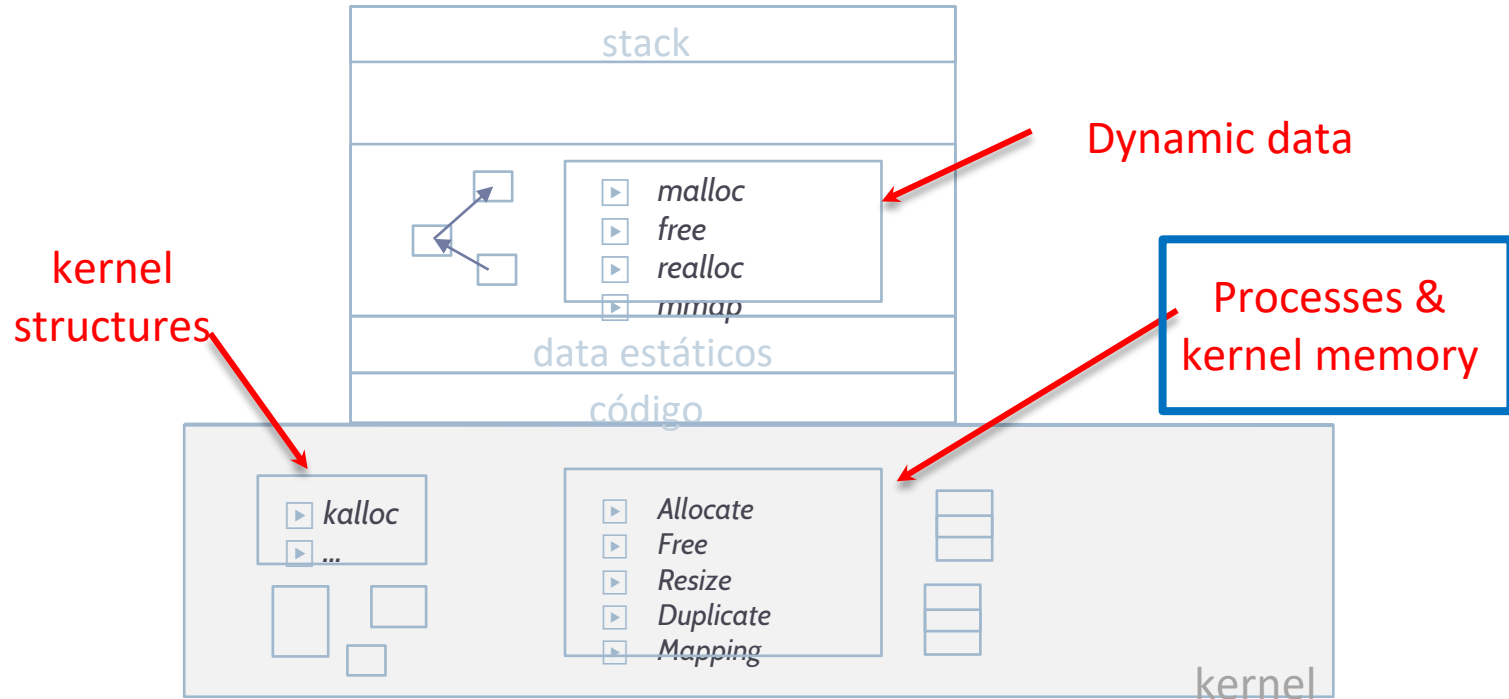 stack
Dynamic data
malloc
free
realloc
mmap
kernel
structures
Processes &
kernel memory
data estáticos
código
kalloc
...
Allocate
Free
Resize
Duplicate
Mapping
kernel